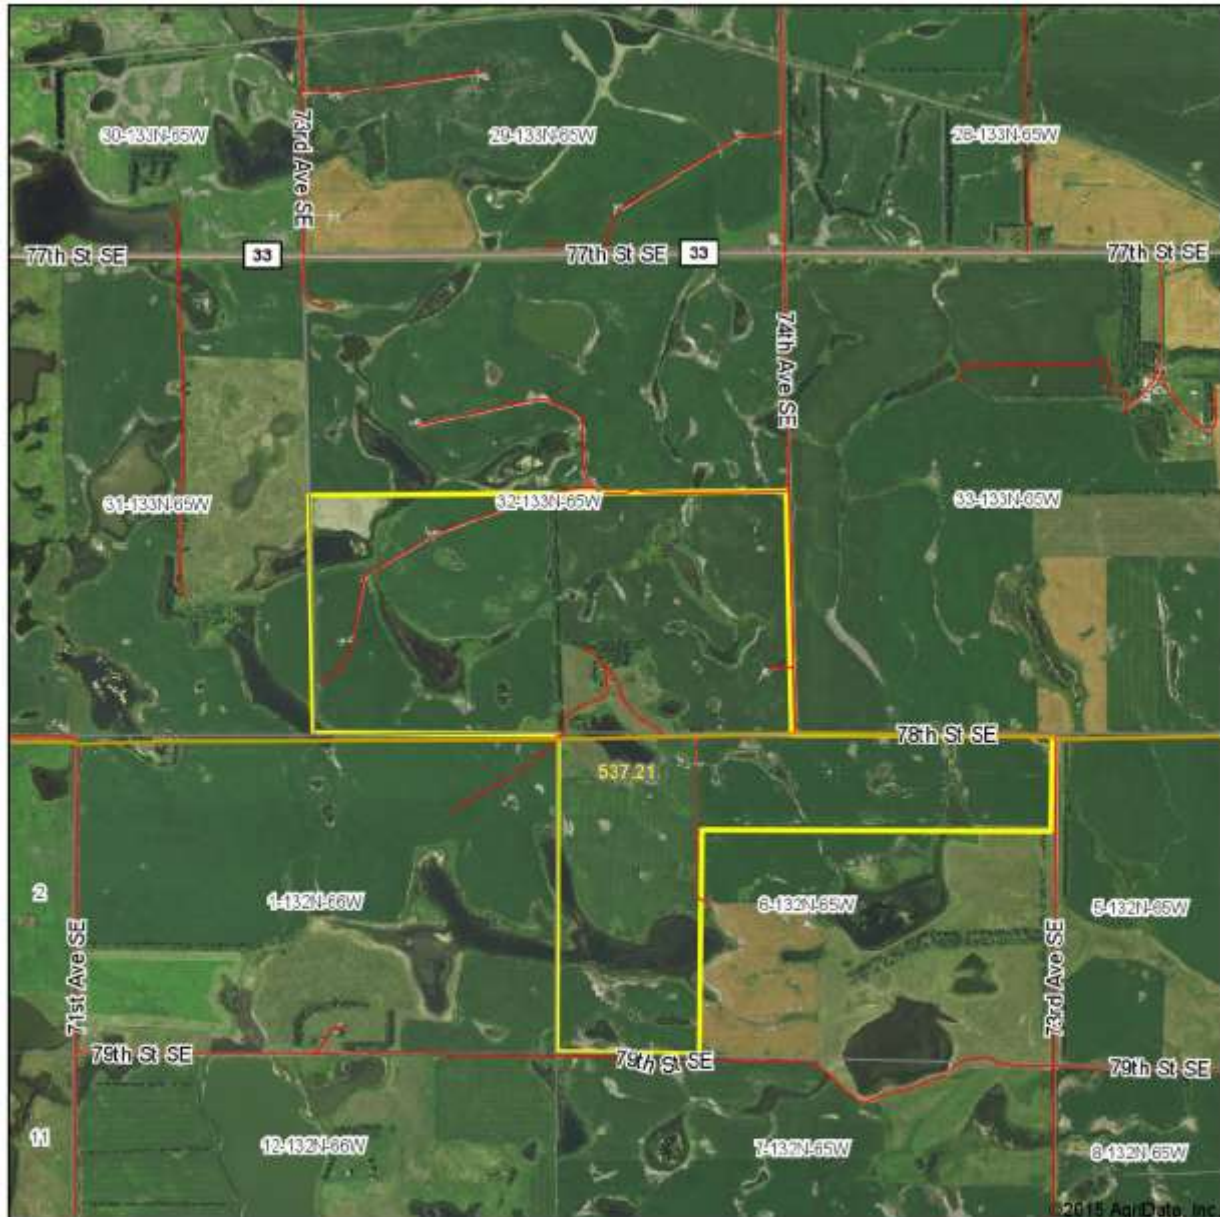 30-133N-65W
73rd Ave SE
29-133N-65W
28-133N-65W
77th St SE
33
77th St SE
33
77th St SE
74th Ave SE
31-133N-65W
32-133N-65W
33-133N-65W
78th St SE
537.21
2
1-132N-66W
6-132N-65W
5-132N-65W
71st Ave SE
73rd Ave SE
79th St SE
79th St SE
79th St SE
11
12-132N-66W
7-132N-65W
8-132N-65W
©2015 AgriData, Inc.